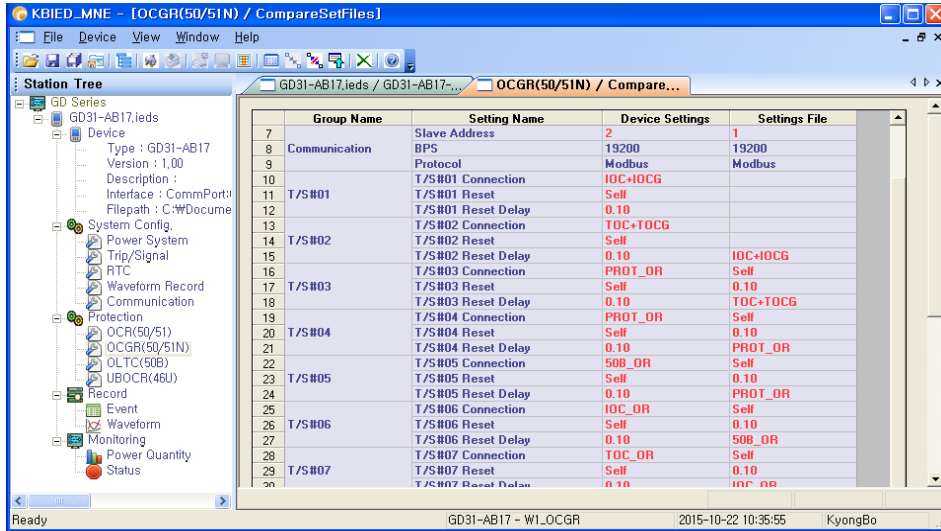 KBIED_MNE - [OCGR(50/51N) / CompareSetFiles]
File Device View Window Help
Station Tree
GD31-AB17,ieds / GD31-AB17-...
OCGR(50/51N) / Compare...
GD Series
GD31-AB17,ieds
Device
Type : GD31-AB17
Version : 1,00
Description :
Interface : CommPort:
Filepath : C:₩Docume
System Config,
Power System
Trip/Signal
RTC
Waveform Record
Communication
Protection
OCR(50/51)
OCGR(50/51N)
OLTC(50B)
UBOCR(46U)
Record
Event
Waveform
Monitoring
Power Quantity
Status
Group Name Setting Name Device Settings Settings File
7 Slave Address 2 1
8 Communication BPS 19200 19200
9 Protocol Modbus Modbus
10 T/S#01 Connection IOC+IOCG
11 T/S#01 T/S#01 Reset Self
12 T/S#01 Reset Delay 0.10
13 T/S#02 Connection TOC+TOCG
14 T/S#02 T/S#02 Reset Self
15 T/S#02 Reset Delay 0.10 IOC+IOCG
16 T/S#03 Connection PROT_OR Self
17 T/S#03 T/S#03 Reset Self 0.10
18 T/S#03 Reset Delay 0.10 TOC+TOCG
19 T/S#04 Connection PROT_OR Self
20 T/S#04 T/S#04 Reset Self 0.10
21 T/S#04 Reset Delay 0.10 PROT_OR
22 T/S#05 Connection 50B_OR Self
23 T/S#05 T/S#05 Reset Self 0.10
24 T/S#05 Reset Delay 0.10 PROT_OR
25 T/S#06 Connection IOC_OR Self
26 T/S#06 T/S#06 Reset Self 0.10
27 T/S#06 Reset Delay 0.10 50B_OR
28 T/S#07 Connection TOC_OR Self
29 T/S#07 T/S#07 Reset Self 0.10
30 T/S#07 Reset Delay 0.10 IOC_OR
Ready GD31-AB17 - W1_OCGR 2015-10-22 10:35:55 KyongBo